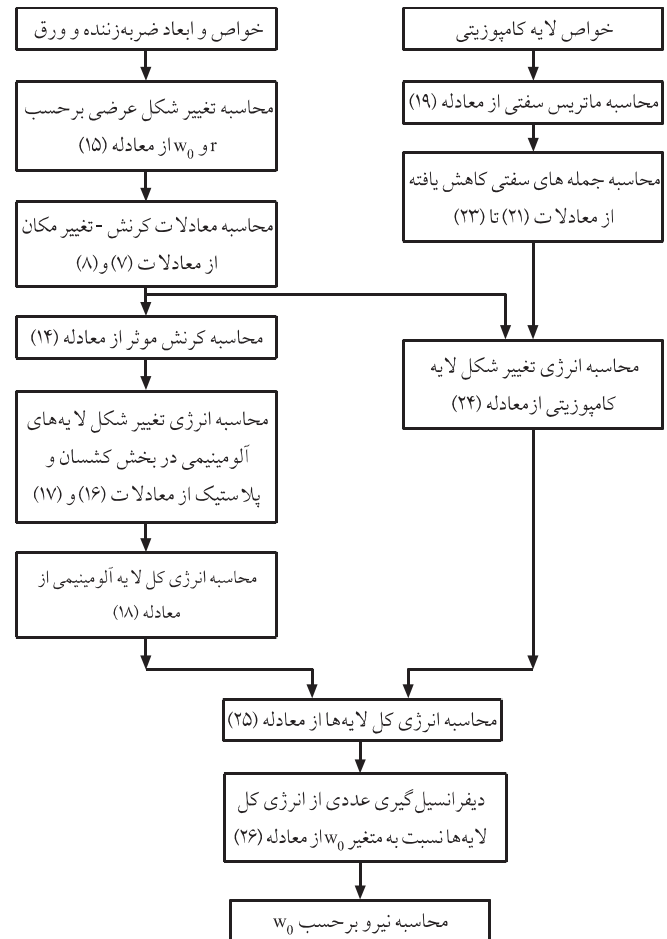 خواص و ابعاد ضربه‌زننده و ورق
محاسبه تغییر شکل عرضی برحسب
r و w0 از معادله (۱۵)
محاسبه معادلات کرنش - تغییر مکان
از معادلات (۷) و (۸)
محاسبه کرنش موثر از معادله (۱۴)
محاسبه انرژی تغییر شکل لایه‌های
آلومینیمی در بخش کشسان و
پلاستیک از معادلات (۱۶) و (۱۷)
محاسبه انرژی کل لایه آلومینیمی از
معادله (۱۸)
خواص لایه کامپوزیتی
محاسبه ماتریس سفتی از معادله (۱۹)
محاسبه جمله های سفتی کاهش یافته
از معادلات (۲۱) تا (۲۳)
محاسبه انرژی تغییر شکل لایه
کامپوزیتی ازمعادله (۲۴)
محاسبه انرژی کل لایه‌ها از معادله (۲۵)
دیفرانسیل‌گیری عددی از انرژی کل
لایه‌ها نسبت به متغیر w0 از معادله (۲۶)
محاسبه نیرو برحسب w0